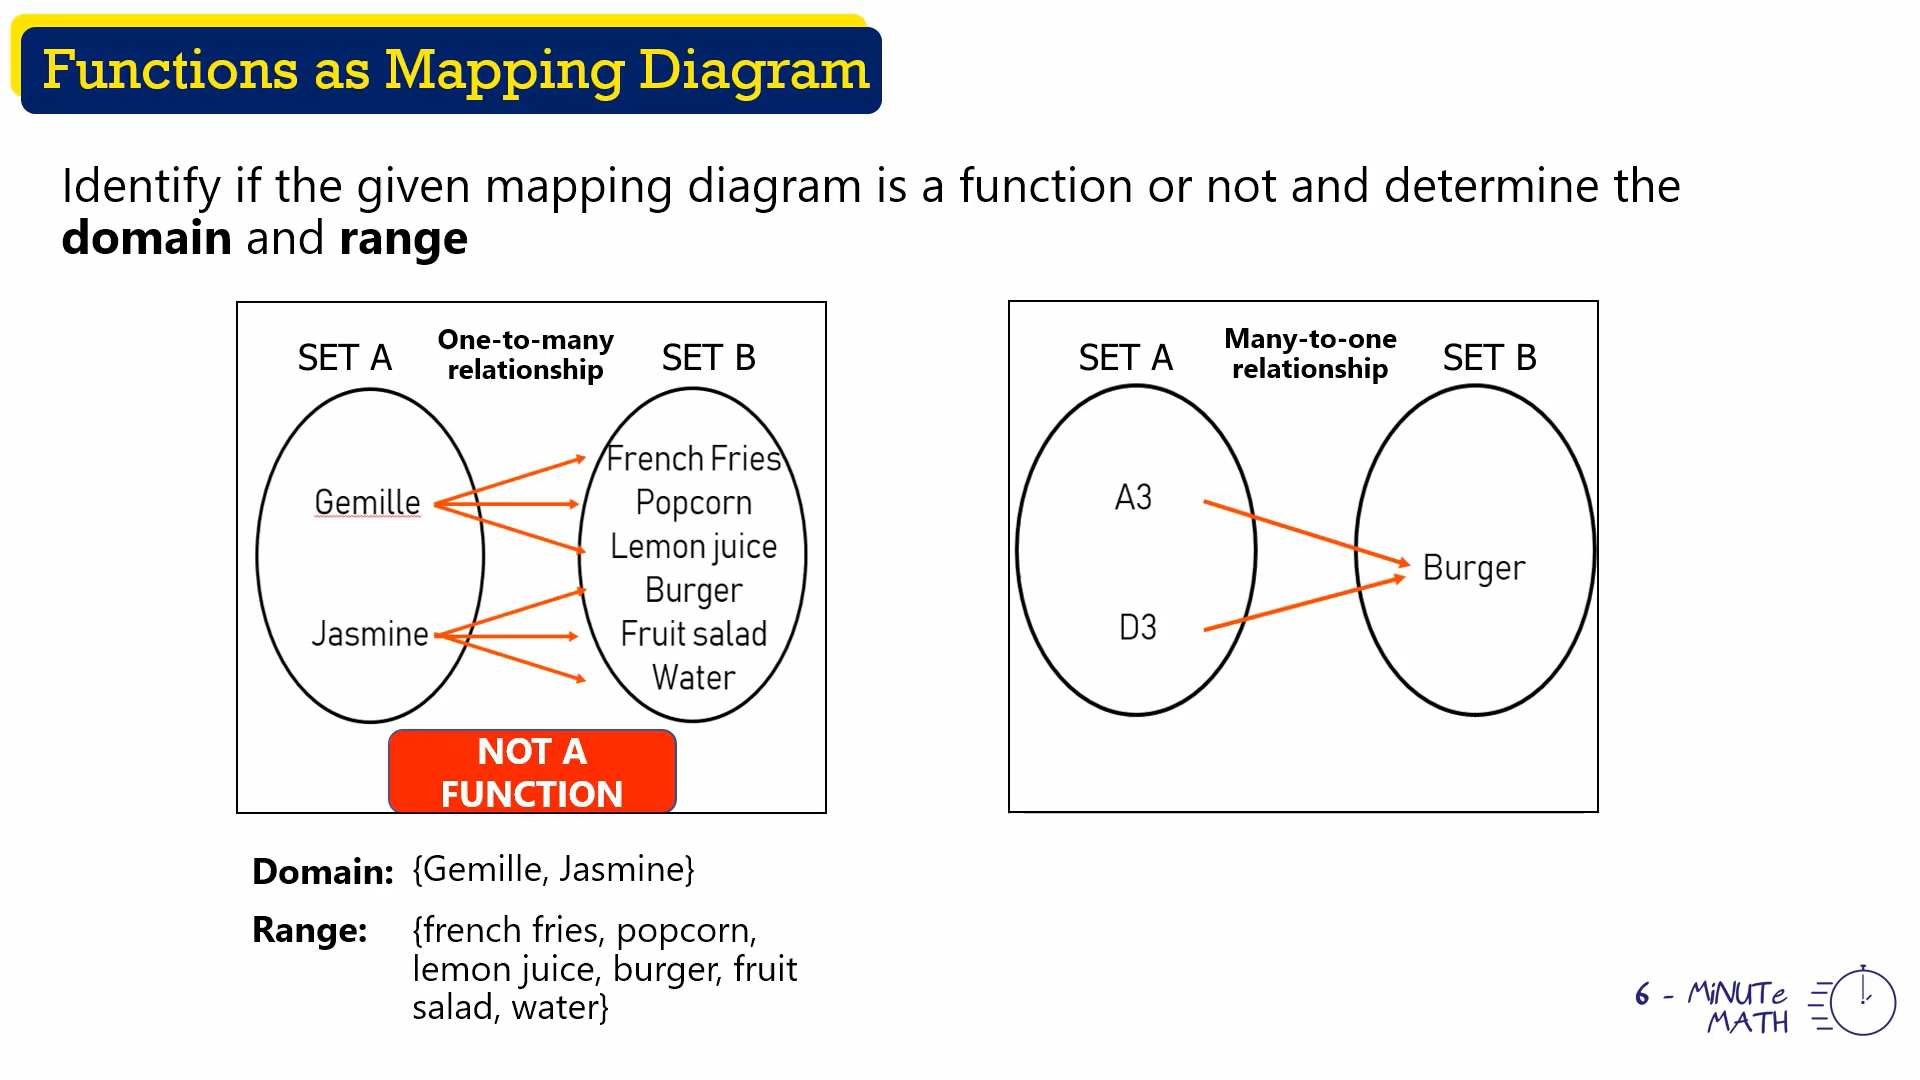 Functions as Mapping Diagram
Identify if the given mapping diagram is a function or not and determine the
domain and range
SET A
One-to-many
relationship
SET B
Gemille
Jasmine
French Fries
Popcorn
Lemon juice
Burger
Fruit salad
Water
NOT A
FUNCTION
Domain: {Gemille, Jasmine}
Range: {french fries, popcorn,
lemon juice, burger, fruit
salad, water}
SET A
Many-to-one
relationship
SET B
A3
D3
Burger
6 - MiNUTe
MATH